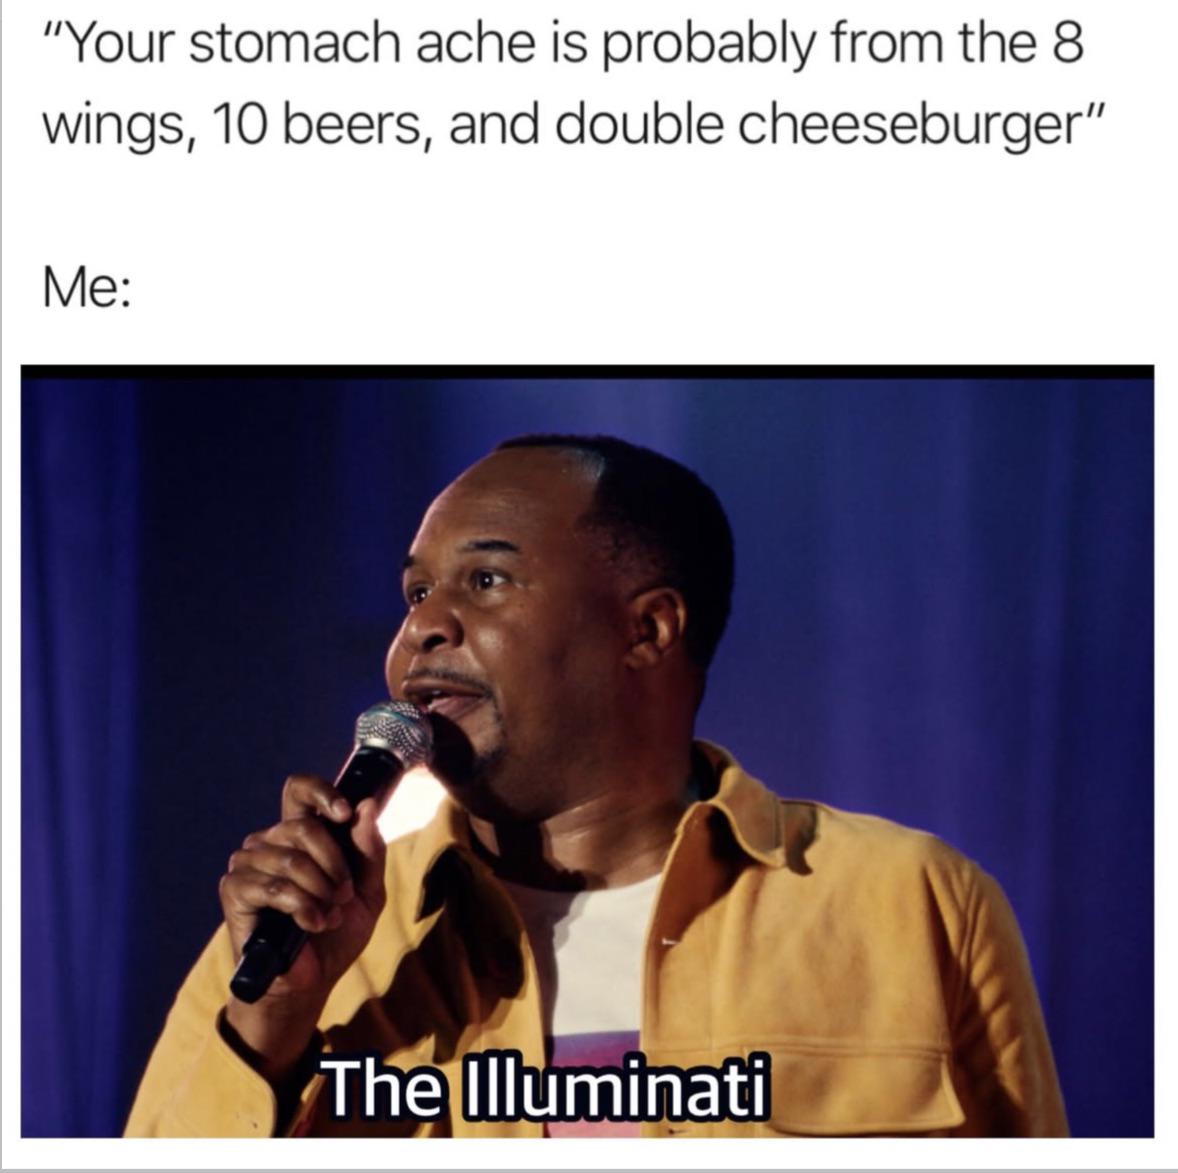 "Your stomach ache is probably from the 8
wings, 10 beers, and double cheeseburger"
Me:
The Illuminati